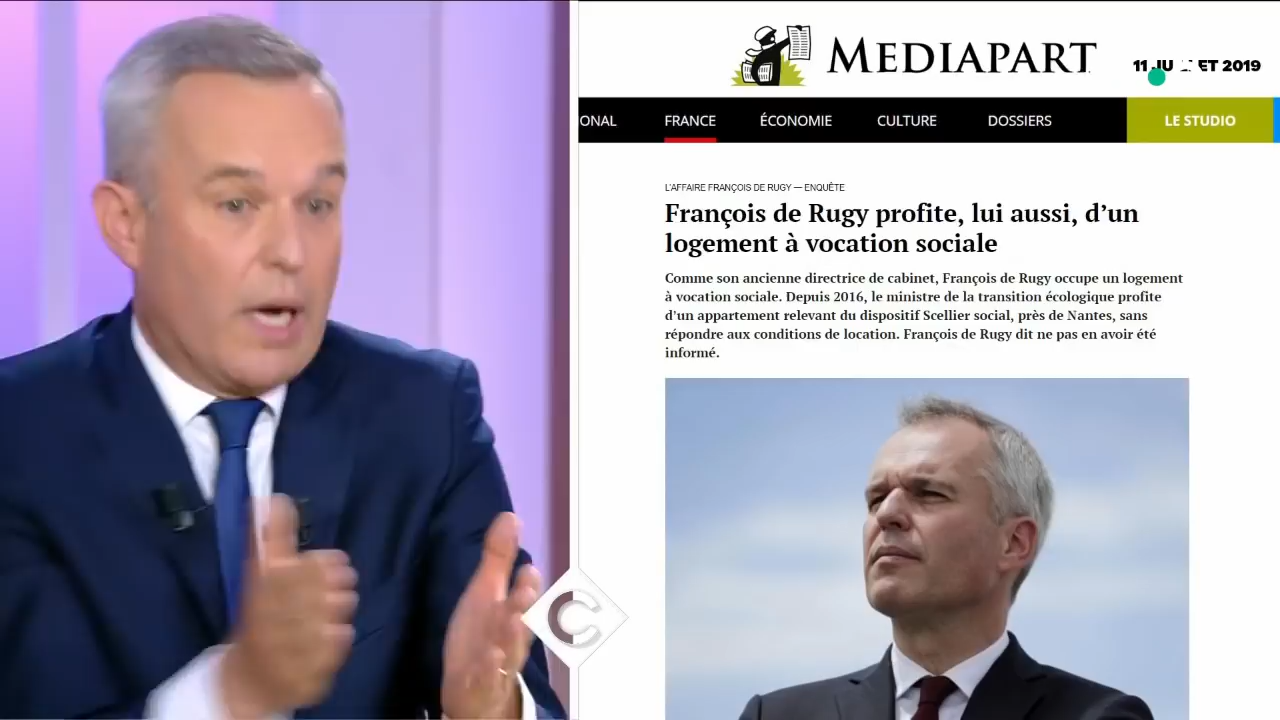 MEDIAPART
2019
ONAL FRANCE ÉCONOMIE CULTURE DOSSIERS LE STUDIO
L'AFFAIRE FRANÇOIS DE RUGY — ENQUÊTE
François de Rugy profite, lui aussi, d'un
logement à vocation sociale
Comme son ancienne directrice de cabinet, François de Rugy occupe un logement
à vocation sociale. Depuis 2016, le ministre de la transition écologique profite
d'un appartement relevant du dispositif Scellier social, près de Nantes, sans
répondre aux conditions de location. François de Rugy dit ne pas en avoir été
informé.
C